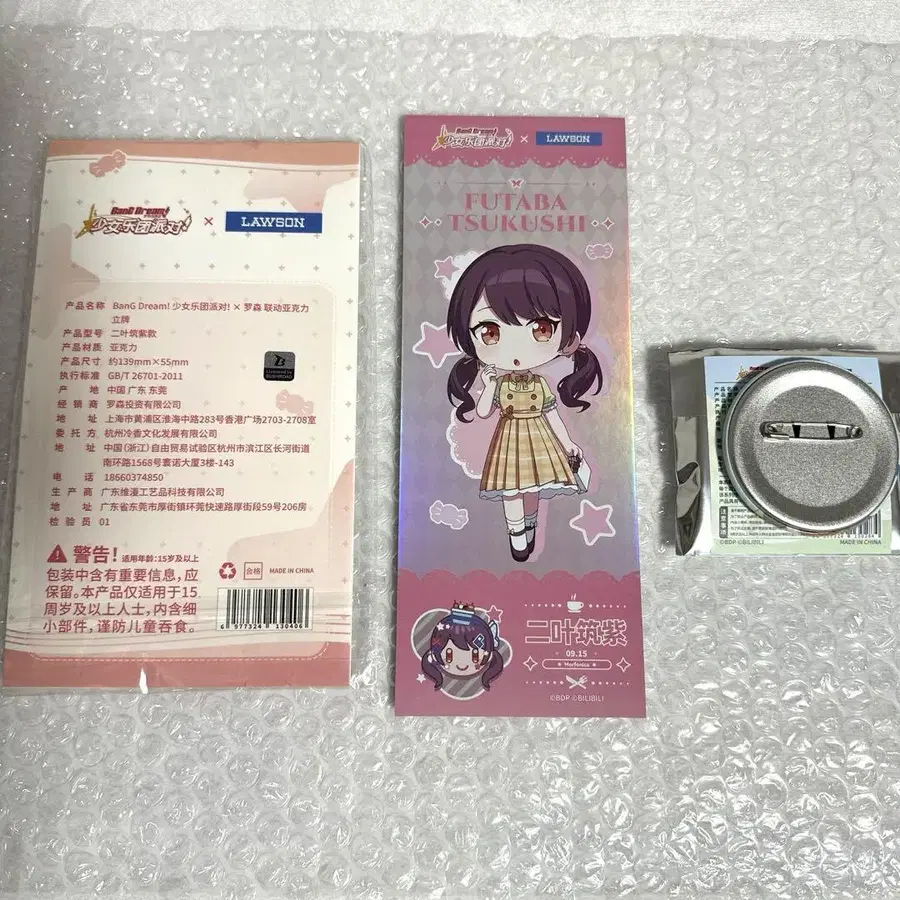 BanG Dream!
少女乐团派对!
×
LAWSON
产品名称 BanG Dream! 少女乐团派对! × 罗森 联动亚克力
立牌
产品型号 二叶筑紫款
产品材质 亚克力
产品尺寸 约139mm×55mm
执行标准 GB/T 26701-2011
产 地 中国 广东 东莞
经 销 商 罗森投资有限公司
地 址 上海市黄浦区淮海中路283号香港广场2703-2708室
委 托 方 杭州冷香文化发展有限公司
地 址 中国(浙江)自由贸易试验区杭州市滨江区长河街道
南环路1568号寰诺大厦3楼-143
电 话 18660374850
生 产 商 广东维漫工艺品科技有限公司
地 址 广东省东莞市厚街镇环莞快速路厚街段59号206房
检 验 员 01
Licensed by
BUSHIROAD
警告! 适用年龄:15岁及以上
包装中含有重要信息,应
保留。本产品仅适用于15
周岁及以上人士,内含细
小部件,谨防儿童吞食。
合格 MADE IN CHINA
6 977324 130406
BanG Dream!
少女乐团派对!
×
LAWSON
FUTABA
TSUKUSHI
二叶筑紫
09.15
Morfonica
©BDP ©BILIBILI
注意事项
©BDP ©BILIBILI
MADE IN CHINA